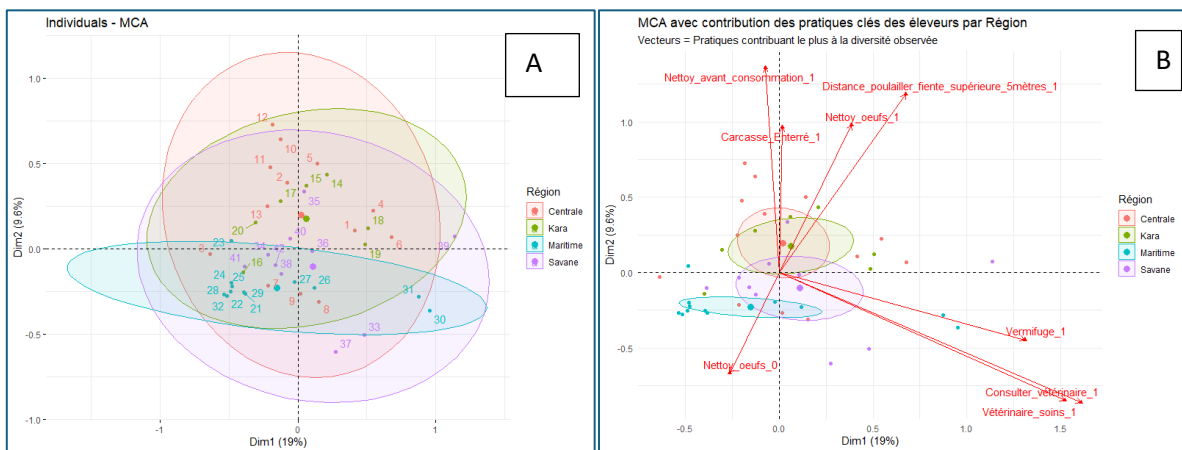 Individuals - MCA
A
1.0
0.5
0.0
-0.5
-1.0
Dim2 (9.6%)
12
10
11
5
2
15
14
17
35
13
4
20
1
18
40
23
36
19
6
39
3
34
41
16
38
24
25
7
26
28
29
9
31
32
22
21
8
30
33
37
-1
0
1
Dim1 (19%)
Région
Centrale
Kara
Maritime
Savane
MCA avec contribution des pratiques clés des éleveurs par Région
Vecteurs = Pratiques contribuant le plus à la diversité observée
B
Nettoy_avant_consommation_1
Distance_poulailler_fiente_supérieure_5mètres_1
Nettoy_oeufs_1
Carcasse_Enterré_1
Vermifuge_1
Nettoy_oeufs_0
Consulter_vétérinaire_1
Vétérinaire_soins_1
1.0
0.5
0.0
-0.5
Dim2 (9.6%)
-0.5
0.0
0.5
1.0
1.5
Dim1 (19%)
Région
Centrale
Kara
Maritime
Savane